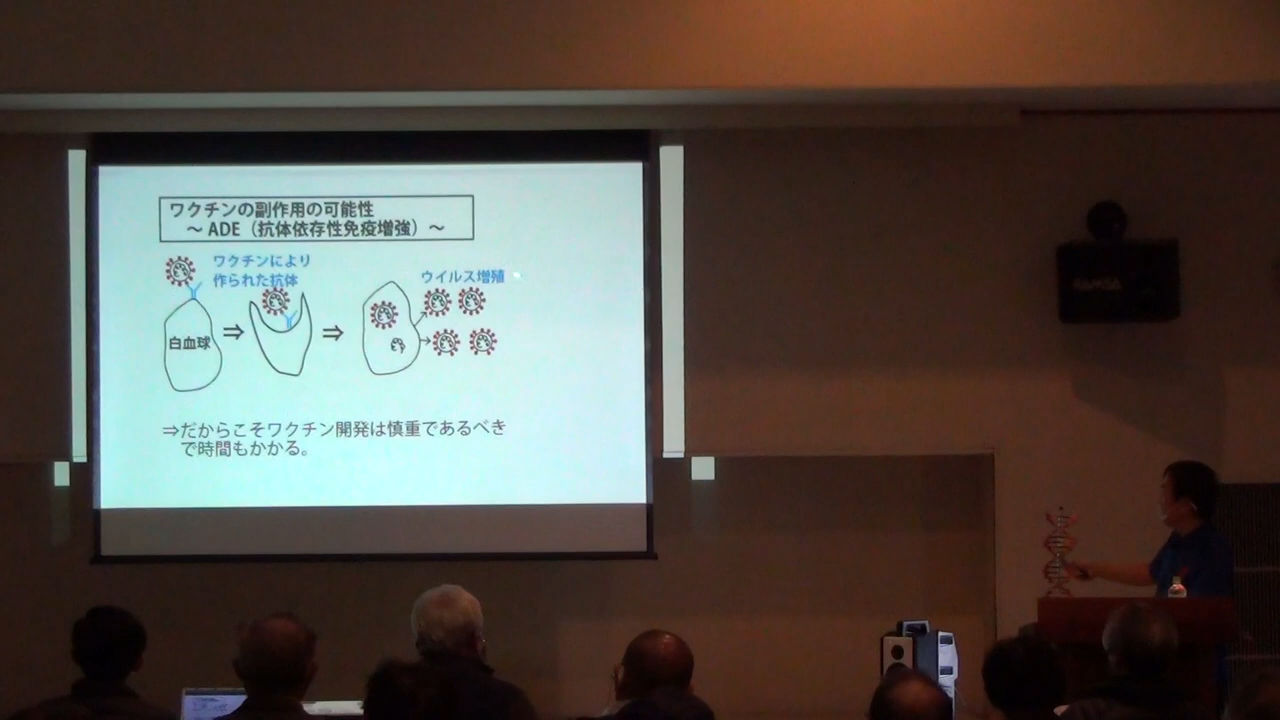 ワクチンの副作用の可能性
～ ADE（抗体依存性免疫増強）～
ワクチンにより
作られた抗体
ウイルス増殖
白血球
⇒
⇒
⇒だからこそワクチン開発は慎重であるべき
で時間もかかる。